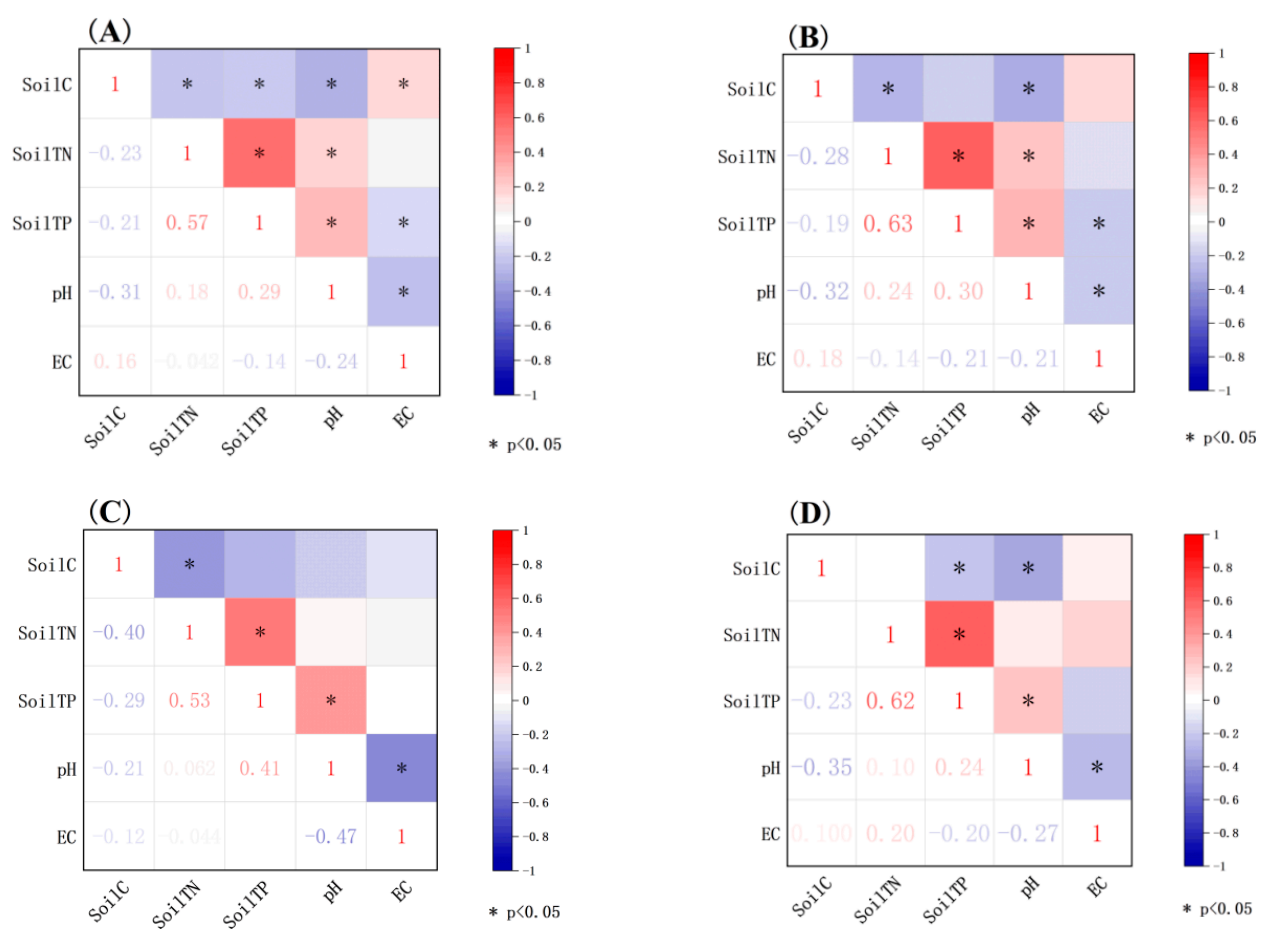 (A)
1
SoilC 1 * * * * 0.8
0.6
SoilTN -0.23 1 * * 0.4
0.2
SoilTP -0.21 0.57 1 * * 0
-0.2
pH -0.31 0.18 0.29 1 * -0.4
-0.6
EC 0.16 -0.042 -0.14 -0.24 1 -0.8
-1
SoilC SoilTN SoilTP pH EC
* p<0.05
(B)
1
SoilC 1 * * 0.8
0.6
SoilTN -0.28 1 * * 0.4
0.2
SoilTP -0.19 0.63 1 * * 0
-0.2
pH -0.32 0.24 0.30 1 * -0.4
-0.6
EC 0.18 -0.14 -0.21 -0.21 1 -0.8
-1
SoilC SoilTN SoilTP pH EC
* p<0.05
(C)
1
SoilC 1 * 0.8
0.6
SoilTN -0.40 1 * 0.4
0.2
SoilTP -0.29 0.53 1 * 0
-0.2
pH -0.21 0.062 0.41 1 * -0.4
-0.6
EC -0.12 -0.044 -0.47 1 -0.8
-1
SoilC SoilTN SoilTP pH EC
* p<0.05
(D)
1
SoilC 1 * * 0.8
0.6
SoilTN 1 * 0.4
0.2
SoilTP -0.23 0.62 1 * 0
-0.2
pH -0.35 0.10 0.24 1 * -0.4
-0.6
EC 0.100 0.20 -0.20 -0.27 1 -0.8
-1
SoilC SoilTN SoilTP pH EC
* p<0.05